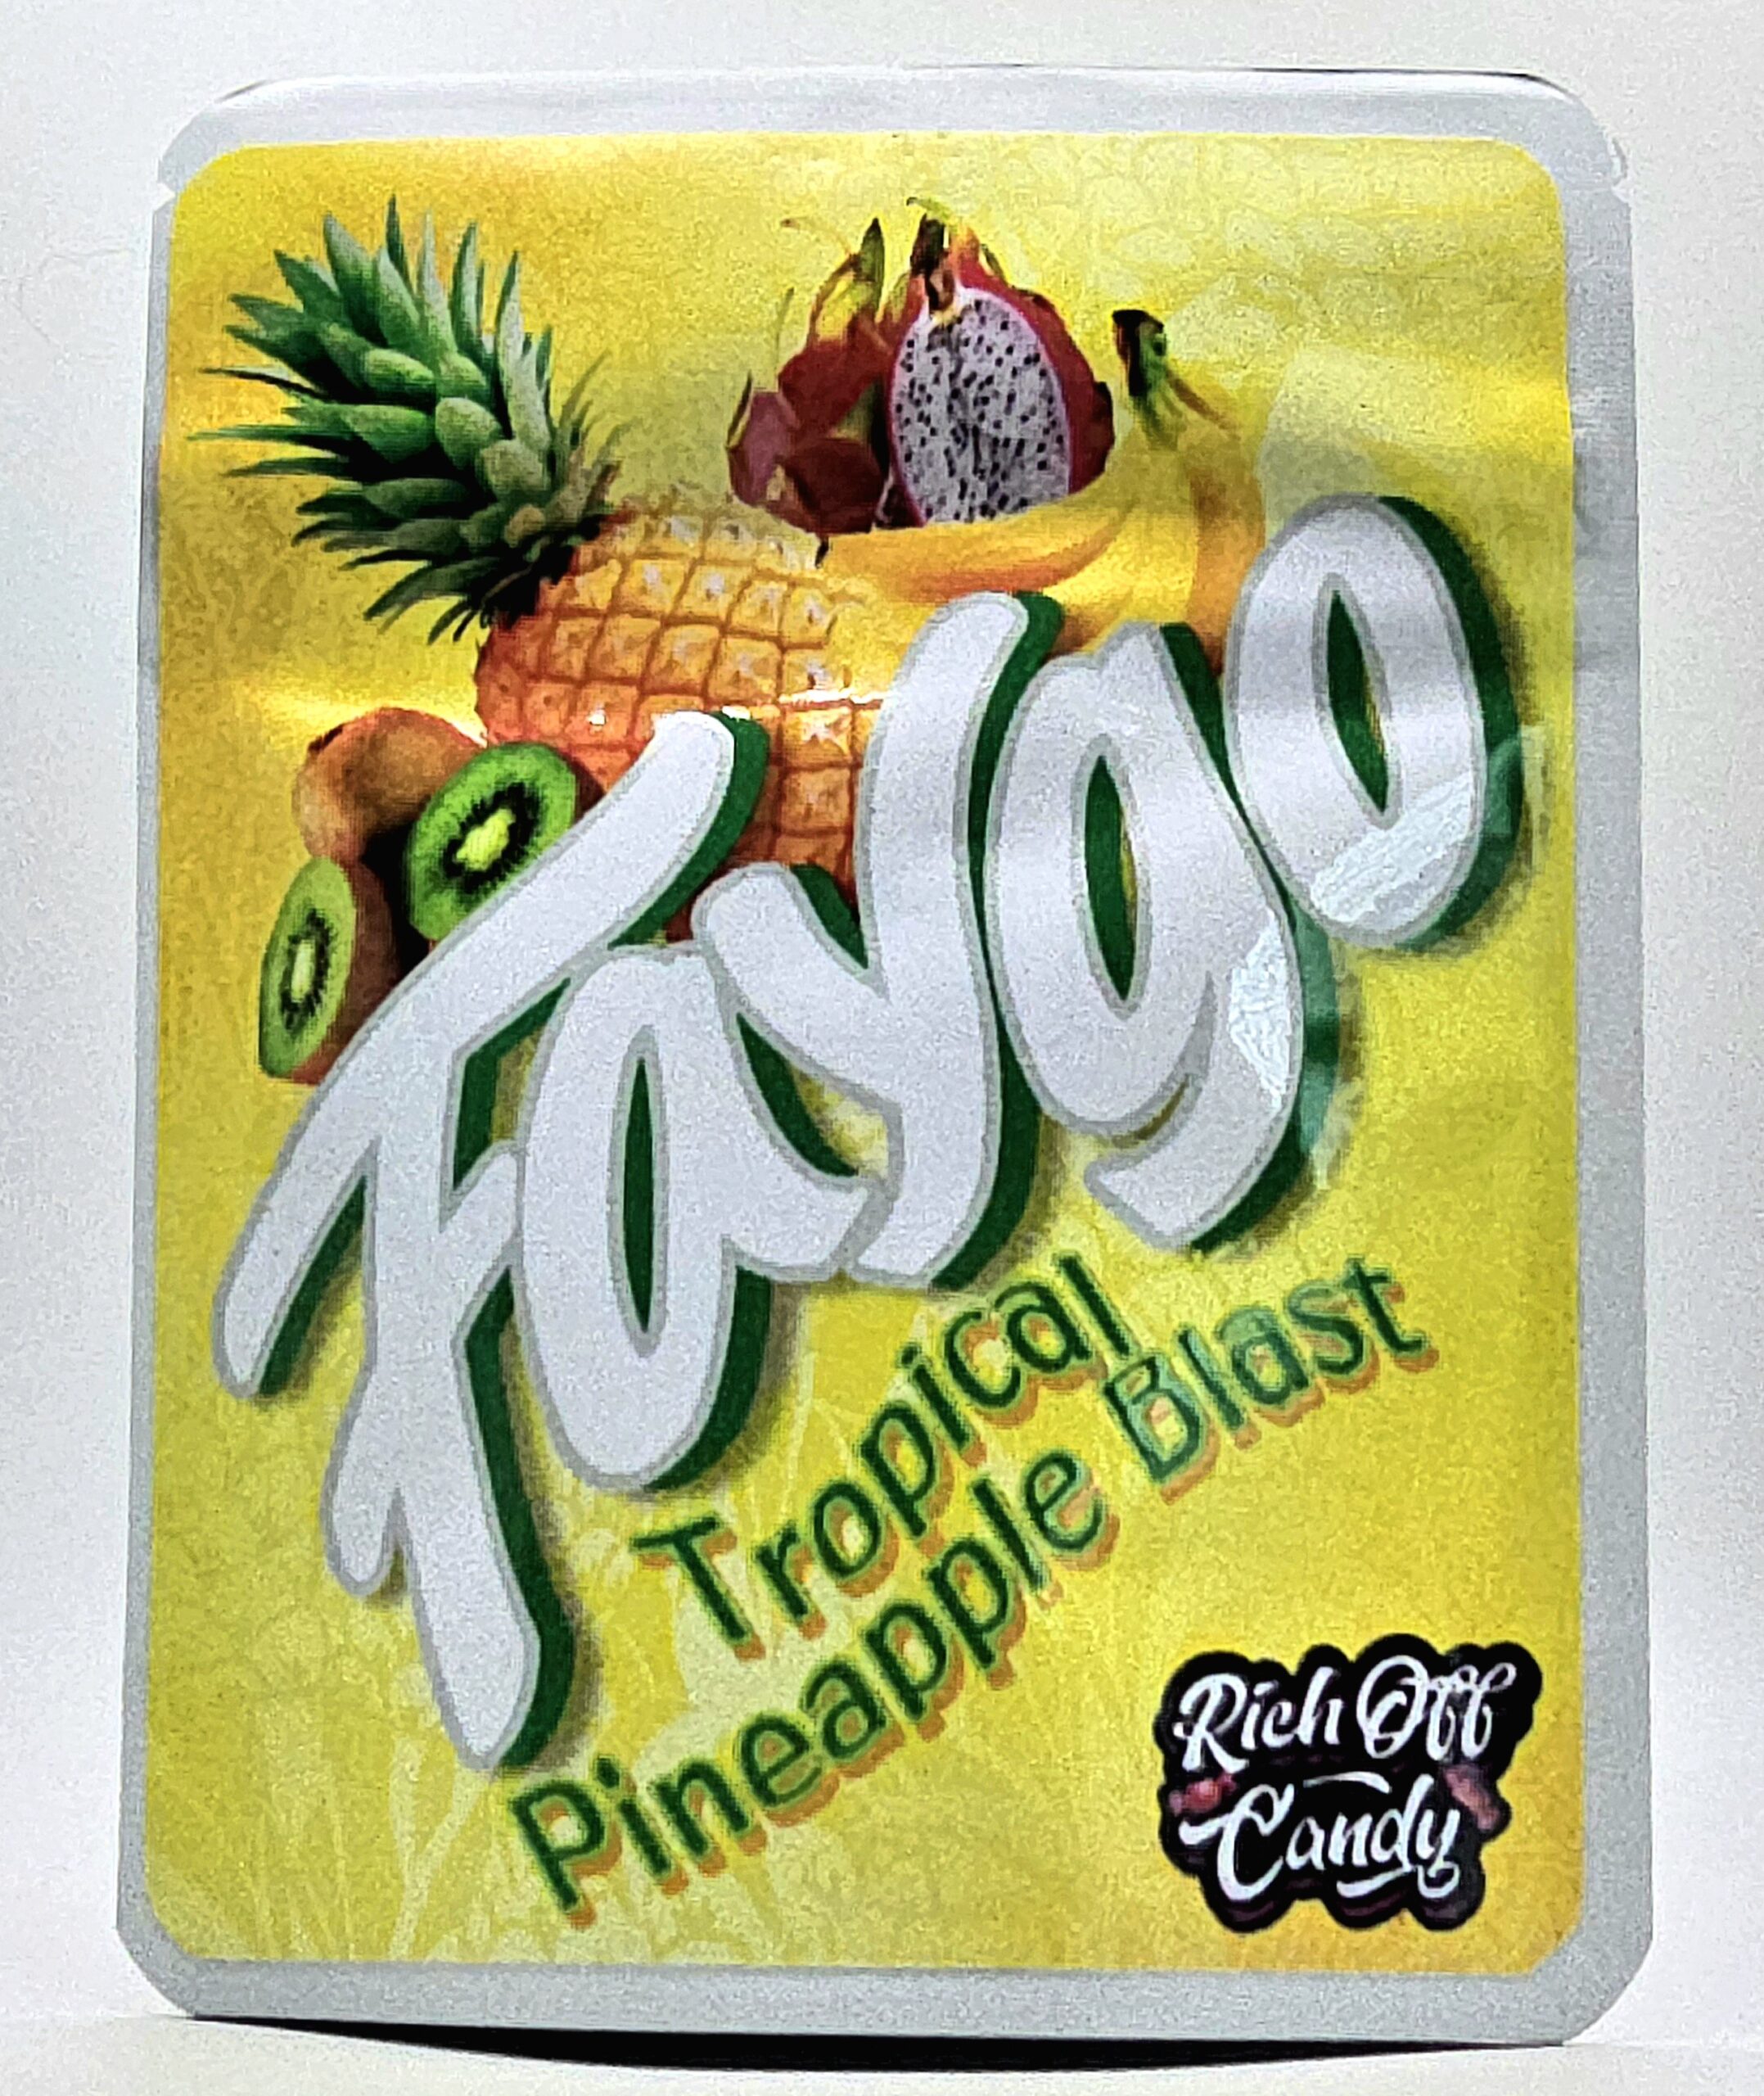 Faygo
Tropical
Pineapple Blast
Rich Off
Candy